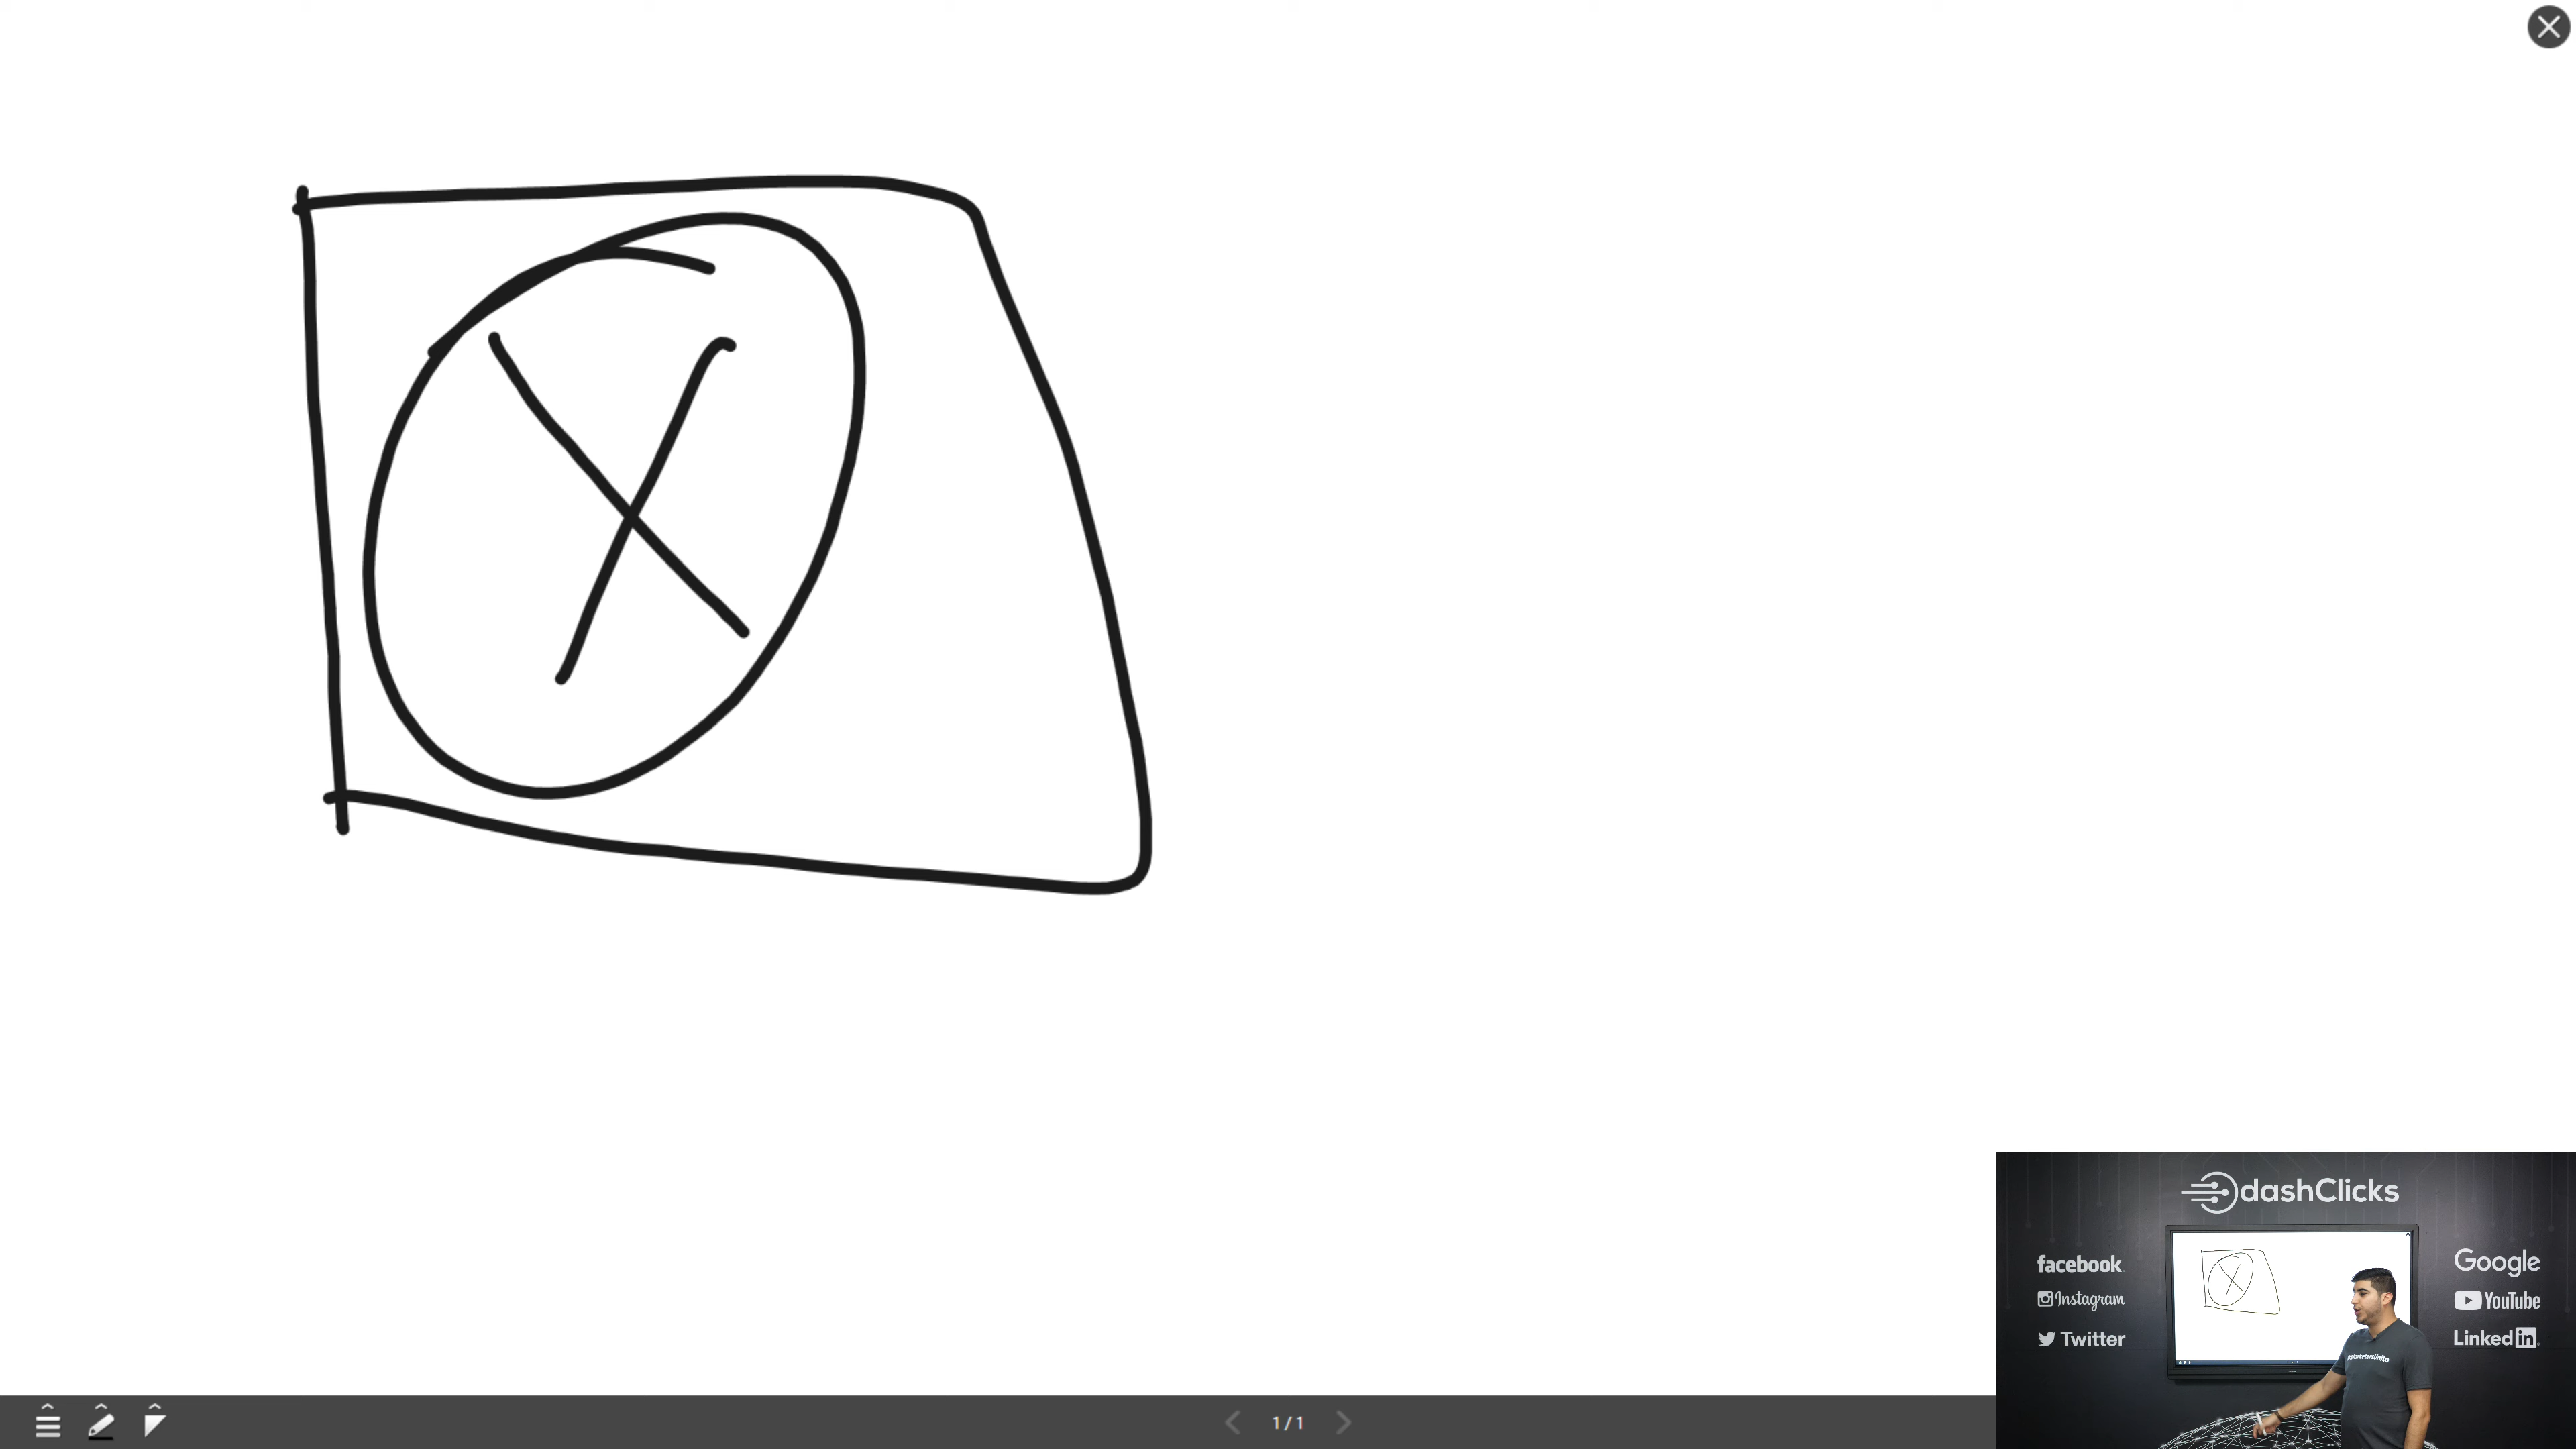 X
1/1
dashClicks
facebook.
Instagram
Twitter
Google
YouTube
Linked in